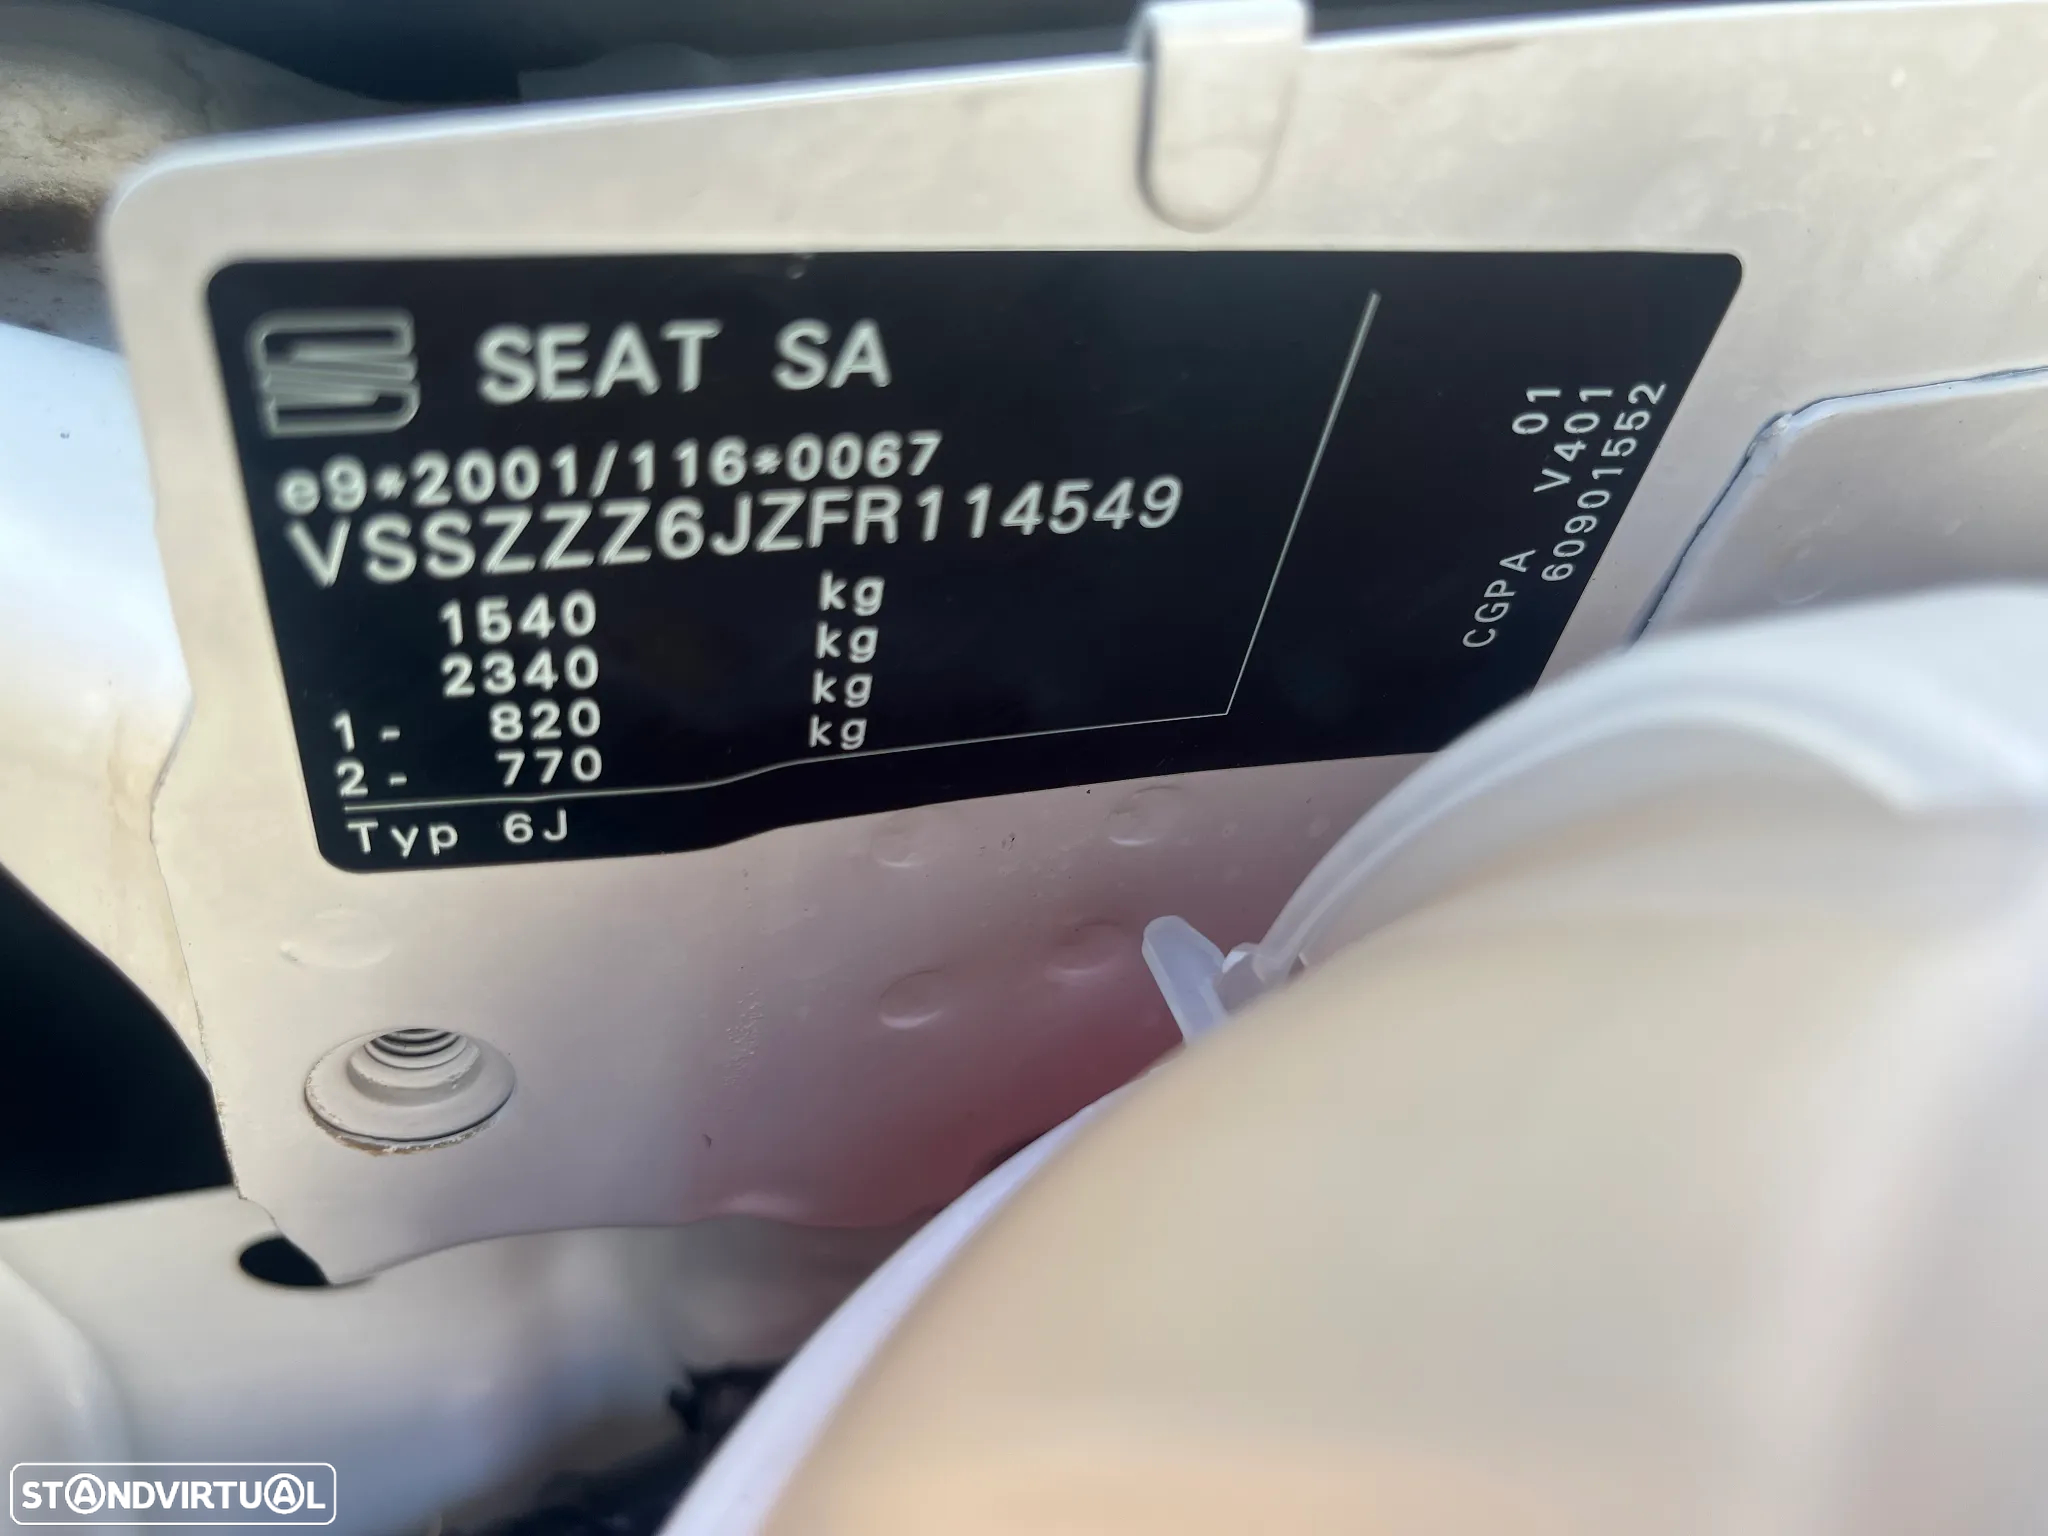 SEAT SA
e9*2001/116*0067
VSSZZZ6JZFR114549
1540 kg
2340 kg
1- 820 kg
2- 770 kg
Typ 6J
CGPA 01
V401
60901552
STANDVIRTUAL